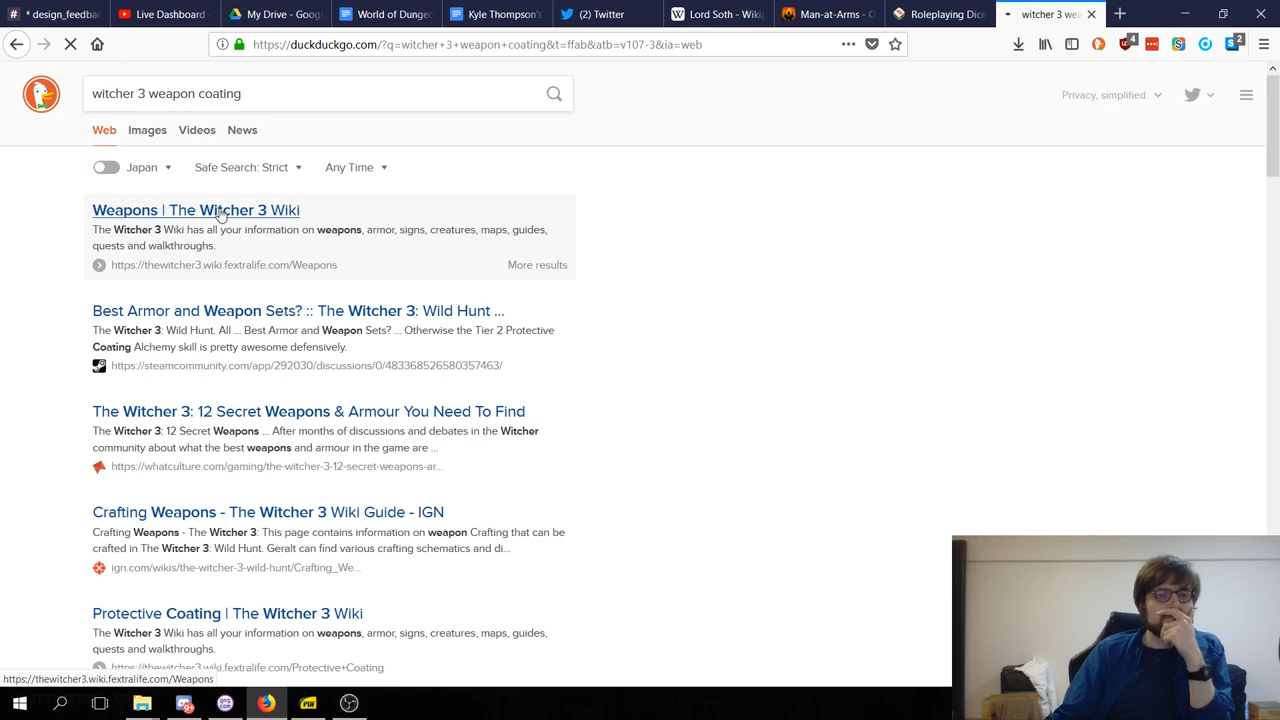 * design_feedba
Live Dashboard
My Drive - Goog
World of Dunge
Kyle Thompson's
(2) Twitter
Lord Soth - Wikip
Man-at-Arms - O
Roleplaying Dice
witcher 3 wea
https://duckduckgo.com/?q=witcher+3+weapon+coating&t=ffab&atb=v107-3&ia=web
4
2
witcher 3 weapon coating
Privacy, simplified.
Web Images Videos News
Japan Safe Search: Strict Any Time
Weapons | The Witcher 3 Wiki
The Witcher 3 Wiki has all your information on weapons, armor, signs, creatures, maps, guides,
quests and walkthroughs.
https://thewitcher3.wiki.fextralife.com/Weapons More results
Best Armor and Weapon Sets? :: The Witcher 3: Wild Hunt ...
The Witcher 3: Wild Hunt. All ... Best Armor and Weapon Sets? ... Otherwise the Tier 2 Protective
Coating Alchemy skill is pretty awesome defensively.
https://steamcommunity.com/app/292030/discussions/0/483368526580357463/
The Witcher 3: 12 Secret Weapons & Armour You Need To Find
The Witcher 3: 12 Secret Weapons ... After months of discussions and debates in the Witcher
community about what the best weapons and armour in the game are ...
https://whatculture.com/gaming/the-witcher-3-12-secret-weapons-ar...
Crafting Weapons - The Witcher 3 Wiki Guide - IGN
Crafting Weapons - The Witcher 3: This page contains information on weapon Crafting that can be
crafted in The Witcher 3: Wild Hunt. Geralt can find various crafting schematics and di...
ign.com/wikis/the-witcher-3-wild-hunt/Crafting_We...
Protective Coating | The Witcher 3 Wiki
The Witcher 3 Wiki has all your information on weapons, armor, signs, creatures, maps, guides,
quests and walkthroughs.
https://thewitcher3.wiki.fextralife.com/Protective+Coating
https://thewitcher3.wiki.fextralife.com/Weapons